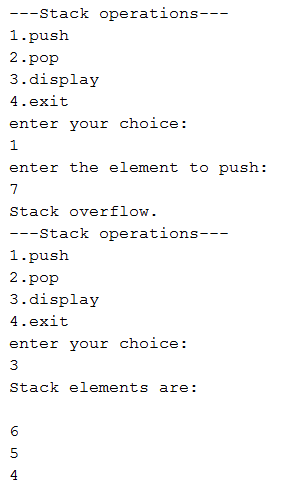 ---Stack operations---
1.push
2.pop
3.display
4.exit
enter your choice:
1
enter the element to push:
7
Stack overflow.
---Stack operations---
1.push
2.pop
3.display
4.exit
enter your choice:
3
Stack elements are:

6
5
4